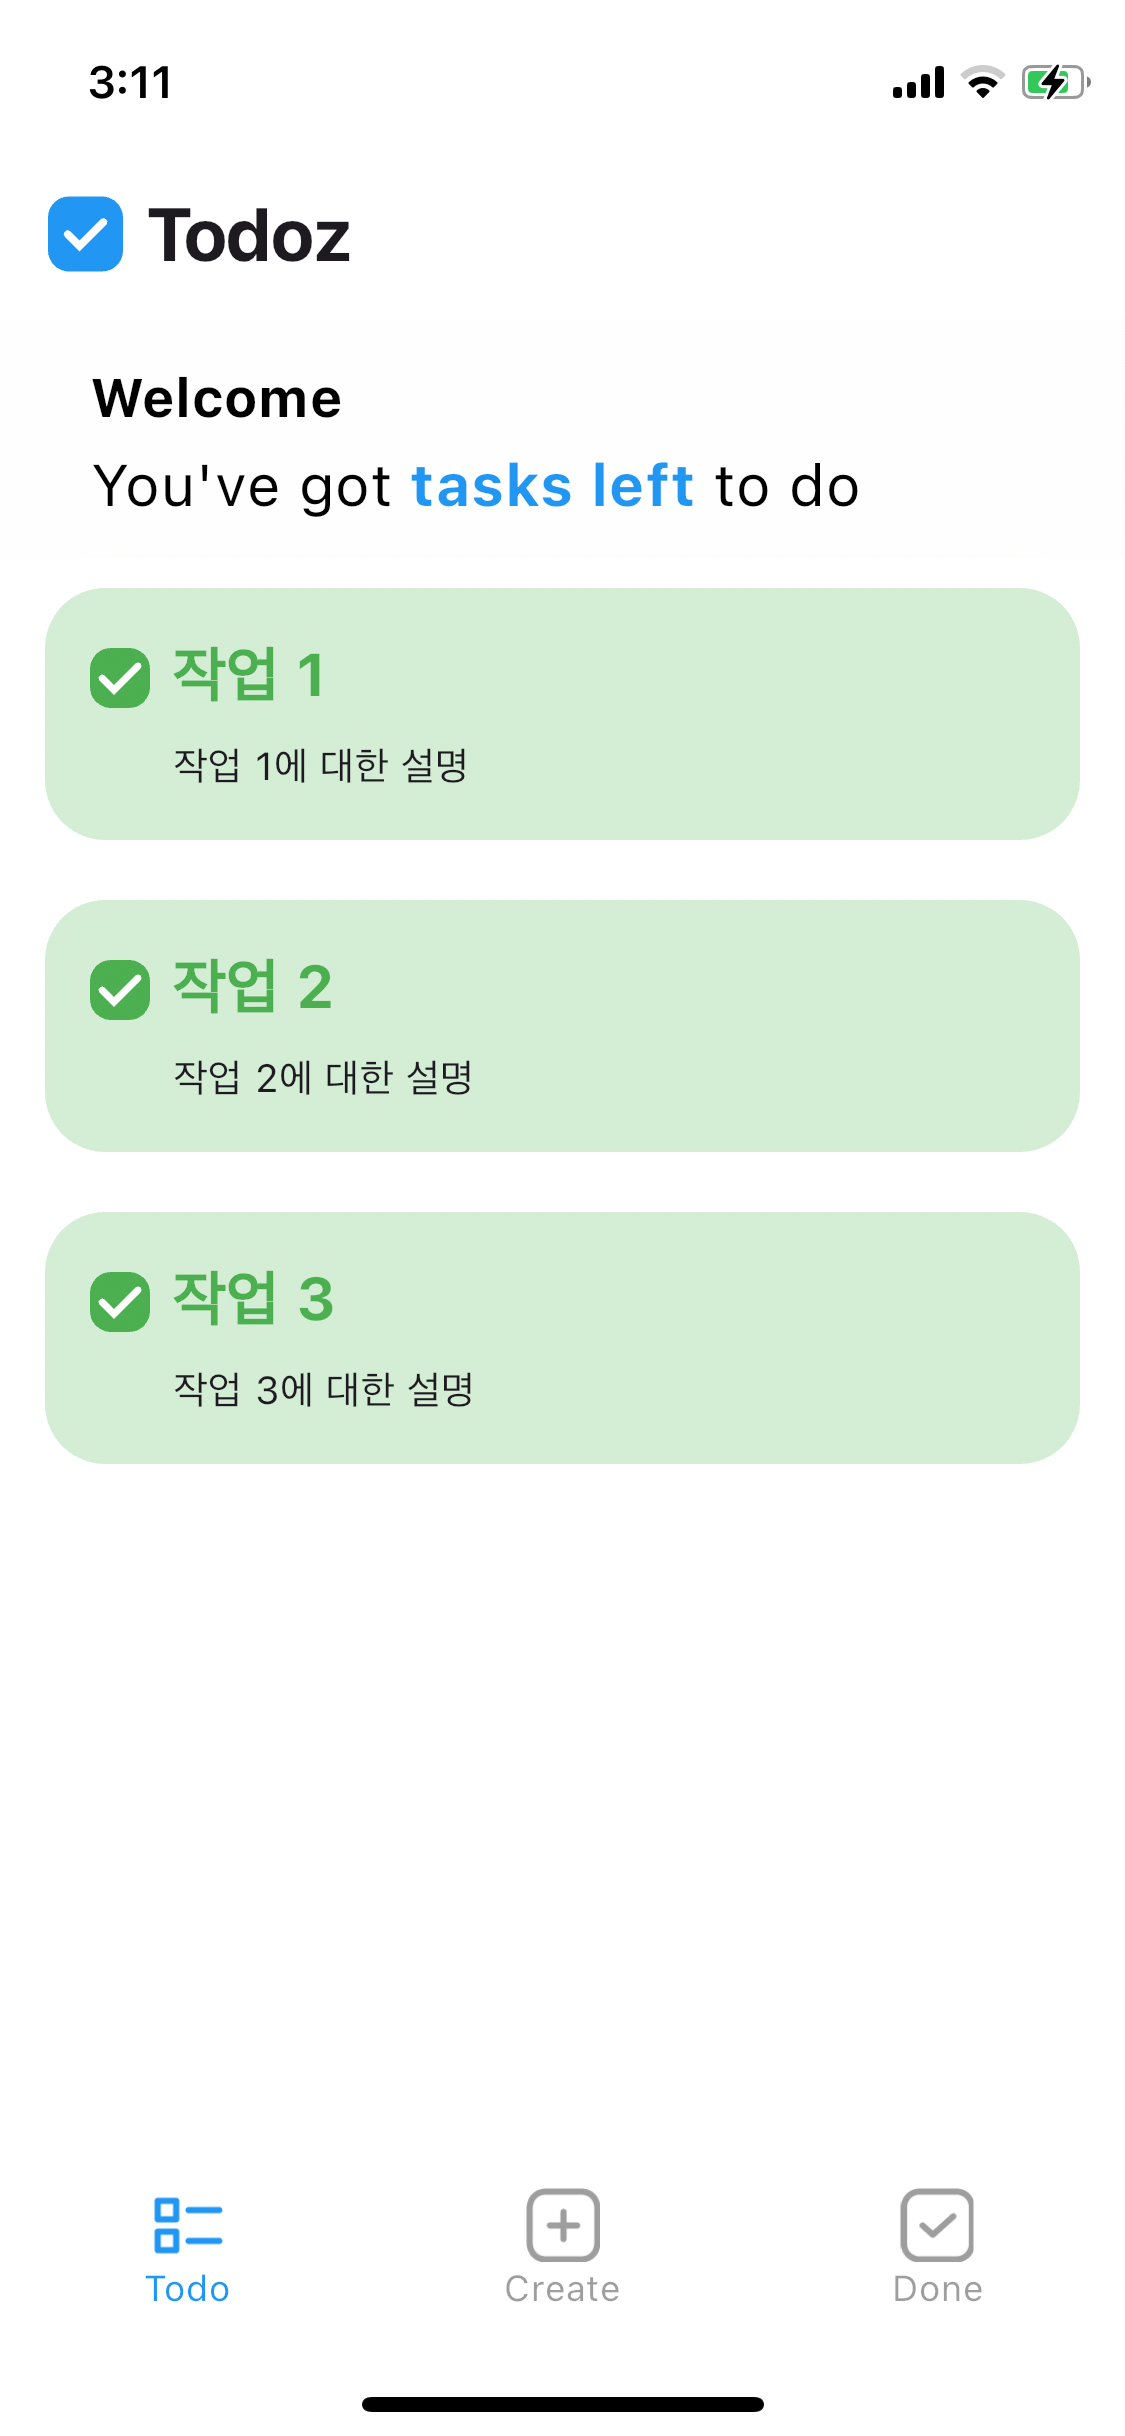 3:11
Todoz
Welcome
You've got tasks left to do
작업 1
작업 1에 대한 설명
작업 2
작업 2에 대한 설명
작업 3
작업 3에 대한 설명
Todo
Create
Done